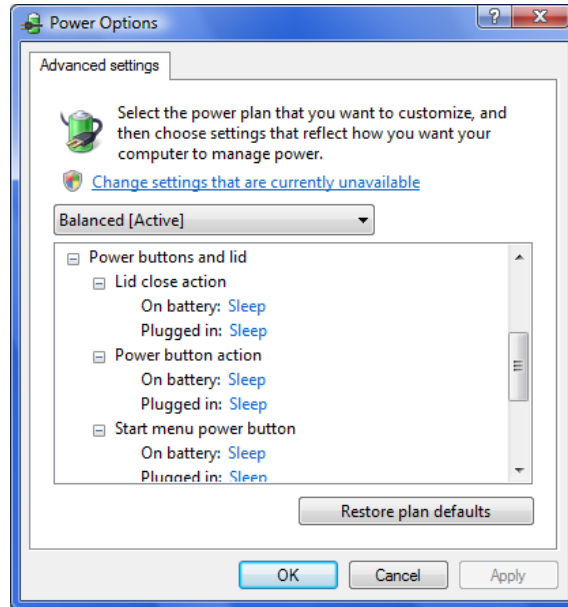 Power Options
Advanced settings
Select the power plan that you want to customize, and
then choose settings that reflect how you want your
computer to manage power.
Change settings that are currently unavailable
Balanced [Active]
Power buttons and lid
Lid close action
On battery: Sleep
Plugged in: Sleep
Power button action
On battery: Sleep
Plugged in: Sleep
Start menu power button
On battery: Sleep
Plugged in: Sleep
Restore plan defaults
OK
Cancel
Apply